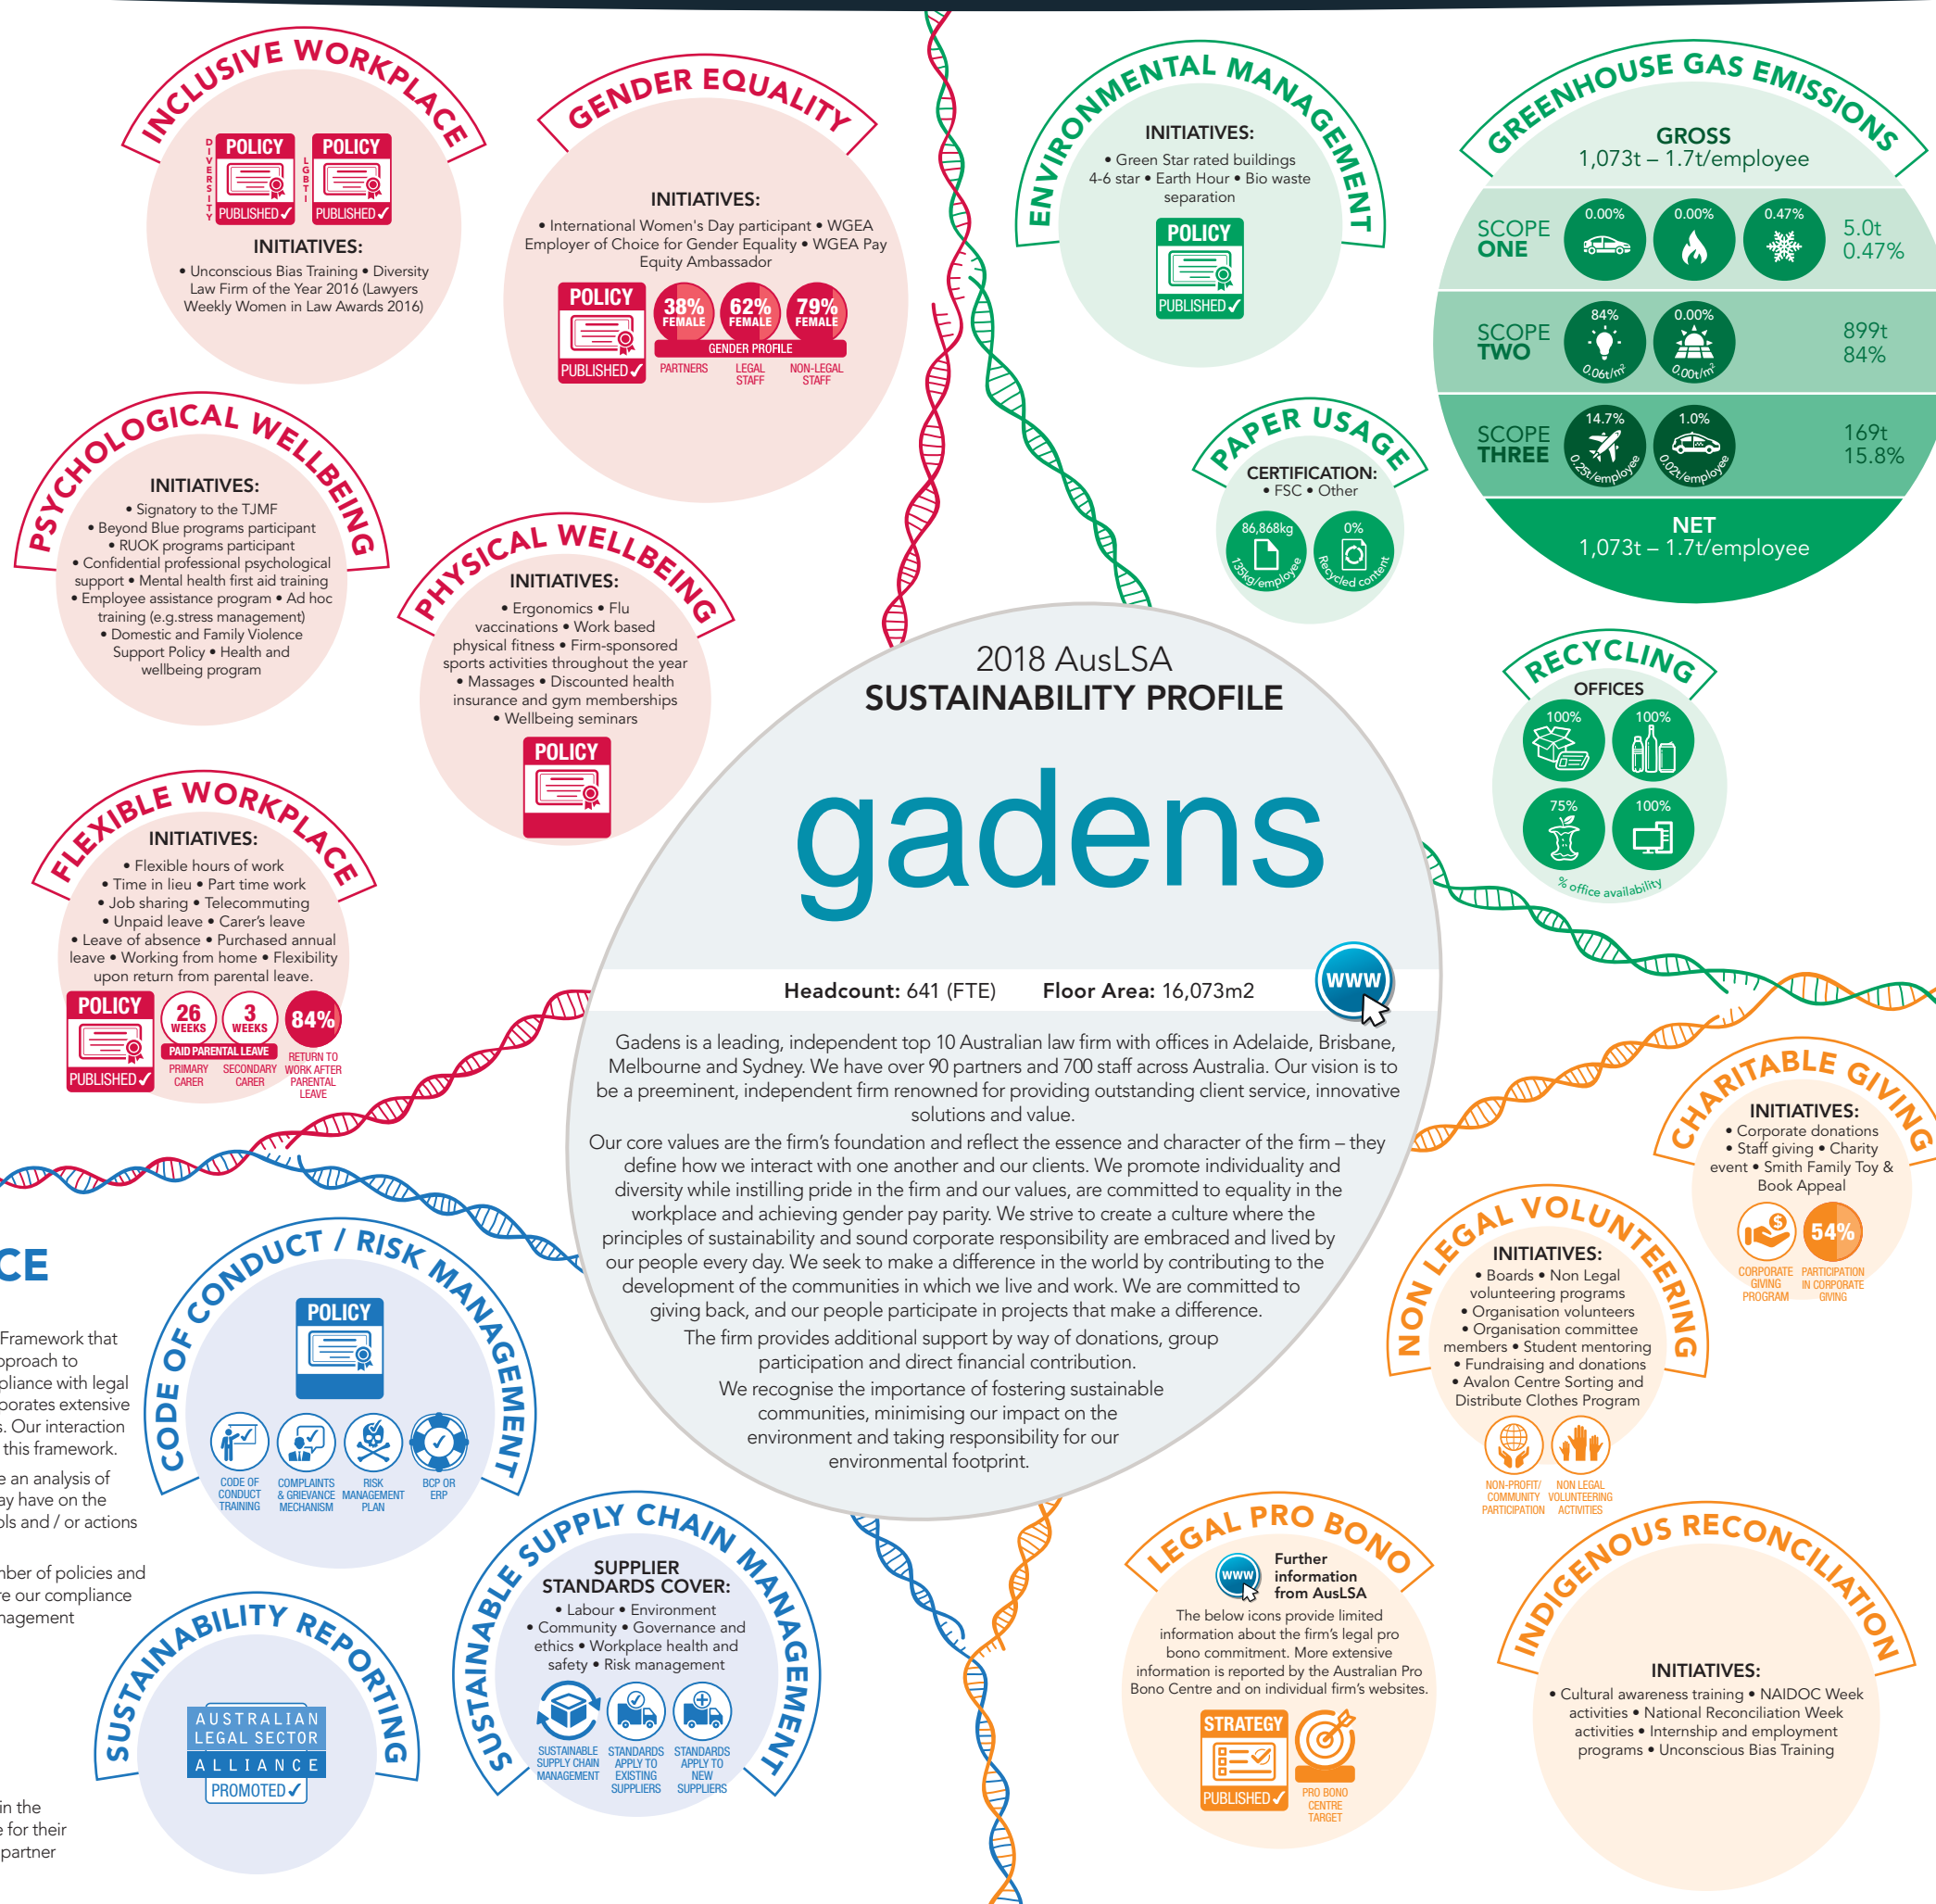 INCLUSIVE WORKPLACE
DIVERSITY
POLICY
PUBLISHED ✓
LGBTI
POLICY
PUBLISHED ✓
INITIATIVES:
• Unconscious Bias Training • Diversity
Law Firm of the Year 2016 (Lawyers
Weekly Women in Law Awards 2016)
GENDER EQUALITY
INITIATIVES:
• International Women's Day participant • WGEA
Employer of Choice for Gender Equality • WGEA Pay
Equity Ambassador
POLICY
PUBLISHED ✓
38%
FEMALE
62%
FEMALE
79%
FEMALE
GENDER PROFILE
PARTNERS
LEGAL
STAFF
NON-LEGAL
STAFF
ENVIRONMENTAL MANAGEMENT
INITIATIVES:
• Green Star rated buildings
4-6 star • Earth Hour • Bio waste
separation
POLICY
PUBLISHED ✓
GREENHOUSE GAS EMISSIONS
GROSS
1,073t – 1.7t/employee
SCOPE
ONE
0.00%
0.00%
0.47%
5.0t
0.47%
SCOPE
TWO
84%
0.06t/m²
0.00%
0.00t/m²
899t
84%
SCOPE
THREE
14.7%
0.25t/employee
1.0%
0.02t/employee
169t
15.8%
NET
1,073t – 1.7t/employee
PSYCHOLOGICAL WELLBEING
INITIATIVES:
• Signatory to the TJMF
• Beyond Blue programs participant
• RUOK programs participant
• Confidential professional psychological
support • Mental health first aid training
• Employee assistance program • Ad hoc
training (e.g.stress management)
• Domestic and Family Violence
Support Policy • Health and
wellbeing program
PHYSICAL WELLBEING
INITIATIVES:
• Ergonomics • Flu
vaccinations • Work based
physical fitness • Firm-sponsored
sports activities throughout the year
• Massages • Discounted health
insurance and gym memberships
• Wellbeing seminars
POLICY
PAPER USAGE
CERTIFICATION:
• FSC • Other
86,868kg
135kg/employee
0%
Recycled content
RECYCLING
OFFICES
100%
100%
75%
100%
% office availability
FLEXIBLE WORKPLACE
INITIATIVES:
• Flexible hours of work
• Time in lieu • Part time work
• Job sharing • Telecommuting
• Unpaid leave • Carer's leave
• Leave of absence • Purchased annual
leave • Working from home • Flexibility
upon return from parental leave.
POLICY
PUBLISHED ✓
26
WEEKS
3
WEEKS
84%
PAID PARENTAL LEAVE
PRIMARY
CARER
SECONDARY
CARER
RETURN TO
WORK AFTER
PARENTAL
LEAVE
2018 AusLSA
SUSTAINABILITY PROFILE
gadens
Headcount: 641 (FTE) Floor Area: 16,073m2
www
Gadens is a leading, independent top 10 Australian law firm with offices in Adelaide, Brisbane,
Melbourne and Sydney. We have over 90 partners and 700 staff across Australia. Our vision is to
be a preeminent, independent firm renowned for providing outstanding client service, innovative
solutions and value.
Our core values are the firm's foundation and reflect the essence and character of the firm – they
define how we interact with one another and our clients. We promote individuality and
diversity while instilling pride in the firm and our values, are committed to equality in the
workplace and achieving gender pay parity. We strive to create a culture where the
principles of sustainability and sound corporate responsibility are embraced and lived by
our people every day. We seek to make a difference in the world by contributing to the
development of the communities in which we live and work. We are committed to
giving back, and our people participate in projects that make a difference.
The firm provides additional support by way of donations, group
participation and direct financial contribution.
We recognise the importance of fostering sustainable
communities, minimising our impact on the
environment and taking responsibility for our
environmental footprint.
CHARITABLE GIVING
INITIATIVES:
• Corporate donations
• Staff giving • Charity
event • Smith Family Toy &
Book Appeal
54%
CORPORATE
GIVING
PROGRAM
PARTICIPATION
IN CORPORATE
GIVING
NON LEGAL VOLUNTEERING
INITIATIVES:
• Boards • Non Legal
volunteering programs
• Organisation volunteers
• Organisation committee
members • Student mentoring
• Fundraising and donations
• Avalon Centre Sorting and
Distribute Clothes Program
NON-PROFIT/
COMMUNITY
PARTICIPATION
NON LEGAL
VOLUNTEERING
ACTIVITIES
CE
Framework that
pproach to
pliance with legal
porates extensive
s. Our interaction
this framework.
e an analysis of
ay have on the
ols and / or actions
nber of policies and
re our compliance
nagement
in the
e for their
partner
CODE OF CONDUCT / RISK MANAGEMENT
POLICY
CODE OF
CONDUCT
TRAINING
COMPLAINTS
& GRIEVANCE
MECHANISM
RISK
MANAGEMENT
PLAN
BCP OR
ERP
SUSTAINABLE SUPPLY CHAIN MANAGEMENT
SUPPLIER
STANDARDS COVER:
• Labour • Environment
• Community • Governance and
ethics • Workplace health and
safety • Risk management
SUSTAINABLE
SUPPLY CHAIN
MANAGEMENT
STANDARDS
APPLY TO
EXISTING
SUPPLIERS
STANDARDS
APPLY TO
NEW
SUPPLIERS
SUSTAINABILITY REPORTING
AUSTRALIAN
LEGAL SECTOR
ALLIANCE
PROMOTED ✓
LEGAL PRO BONO
www
Further
information
from AusLSA
The below icons provide limited
information about the firm's legal pro
bono commitment. More extensive
information is reported by the Australian Pro
Bono Centre and on individual firm's websites.
STRATEGY
PUBLISHED ✓
PRO BONO
CENTRE
TARGET
INDIGENOUS RECONCILIATION
INITIATIVES:
• Cultural awareness training • NAIDOC Week
activities • National Reconciliation Week
activities • Internship and employment
programs • Unconscious Bias Training